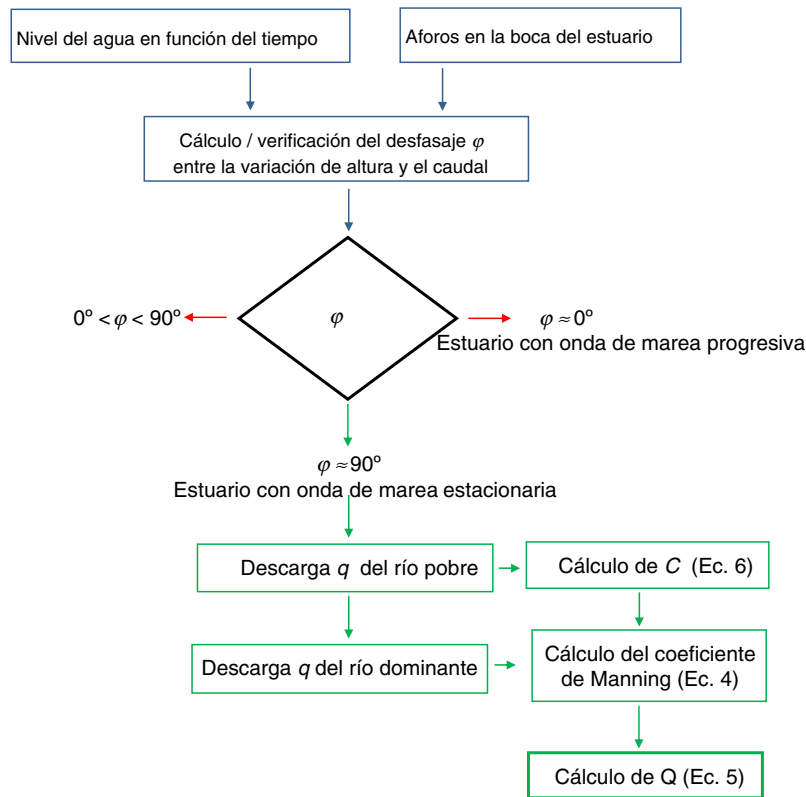 Nivel del agua en función del tiempo
Aforos en la boca del estuario
Cálculo / verificación del desfasaje φ
entre la variación de altura y el caudal
0º < φ < 90º
φ
φ ≈ 0º
Estuario con onda de marea progresiva
φ ≈ 90º
Estuario con onda de marea estacionaria
Descarga q del río pobre
Cálculo de C (Ec. 6)
Descarga q del río dominante
Cálculo del coeficiente
de Manning (Ec. 4)
Cálculo de Q (Ec. 5)